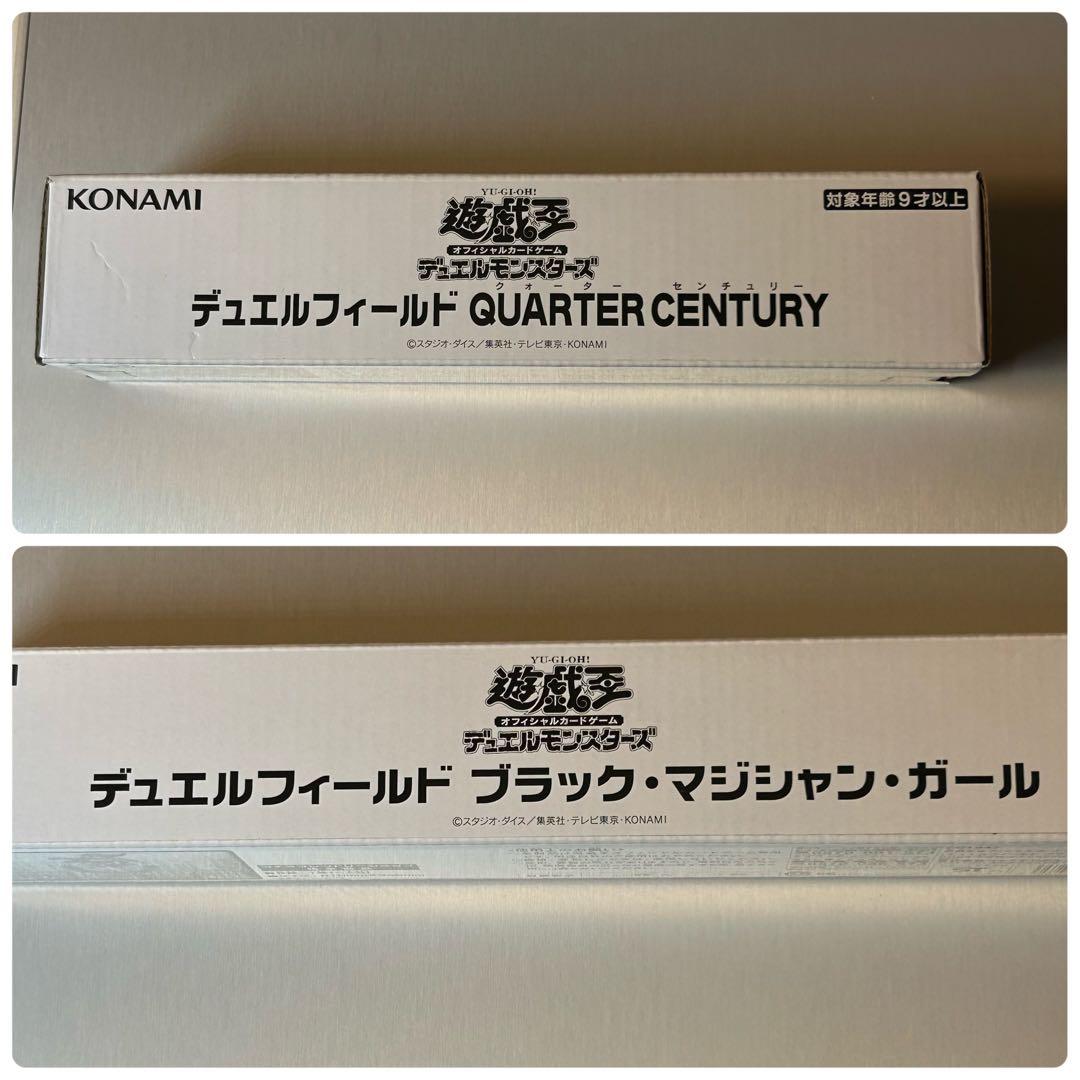 KONAMI
YU-GI-OH!
遊戯王
オフィシャルカードゲーム
デュエルモンスターズ
対象年齢9才以上
クォーター センチュリー
デュエルフィールド QUARTER CENTURY
©スタジオ・ダイス/集英社・テレビ東京・KONAMI
YU-GI-OH!
遊戯王
オフィシャルカードゲーム
デュエルモンスターズ
デュエルフィールド ブラック・マジシャン・ガール
©スタジオ・ダイス/集英社・テレビ東京・KONAMI